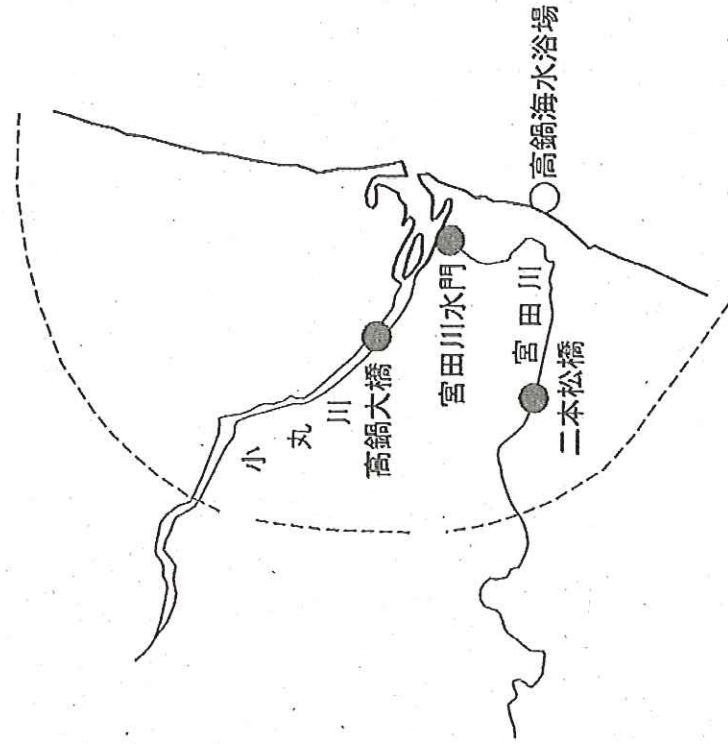 小丸川
高鍋大橋
宮田川水門
宮田川
二本松橋
高鍋海水浴場